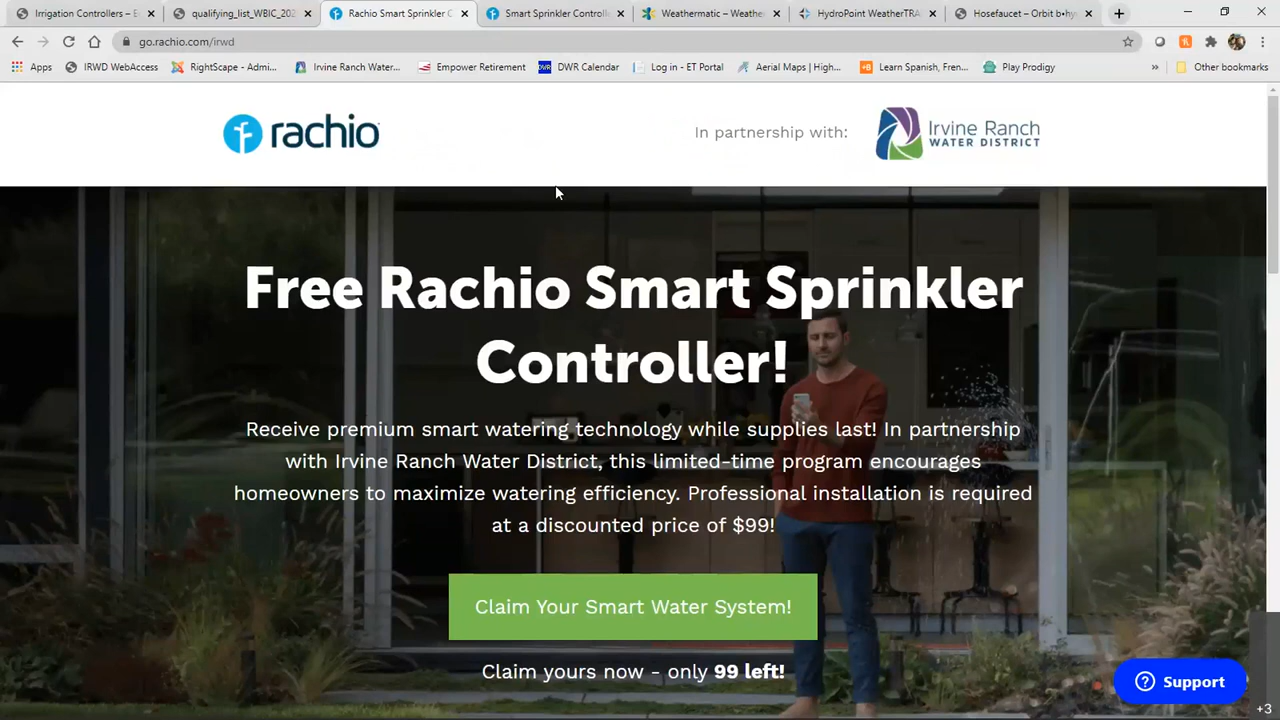 Irrigation Controllers – E
qualifying_list_WBIC_202
Rachio Smart Sprinkler C
Smart Sprinkler Controlle
Weathermatic – Weathe
HydroPoint WeatherTRA
Hosefaucet – Orbit b•hy
go.rachio.com/irwd
Apps
IRWD WebAccess
RightScape - Admi...
Irvine Ranch Water...
Empower Retirement
DWR
DWR Calendar
Log in - ET Portal
Aerial Maps | High...
Learn Spanish, Fren...
Play Prodigy
»
Other bookmarks
rachio
In partnership with:
Irvine Ranch
WATER DISTRICT
Free Rachio Smart Sprinkler
Controller!
Receive premium smart watering technology while supplies last! In partnership
with Irvine Ranch Water District, this limited-time program encourages
homeowners to maximize watering efficiency. Professional installation is required
at a discounted price of $99!
Claim Your Smart Water System!
Claim yours now - only 99 left!
Support
+3